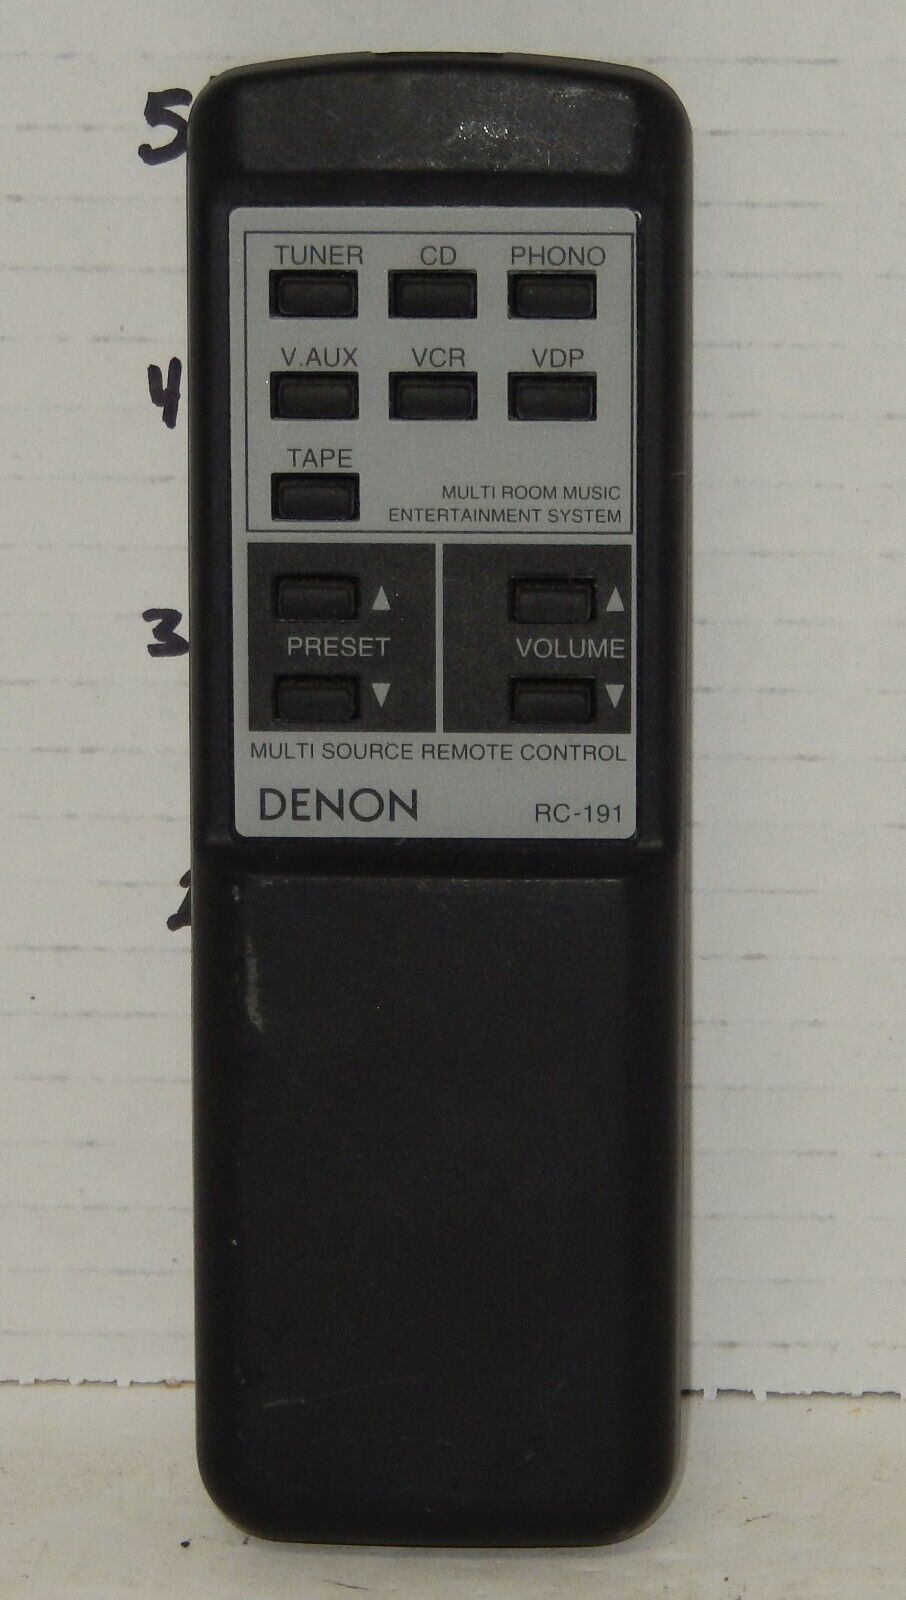 5
TUNER CD PHONO
4
V.AUX VCR VDP
TAPE
MULTI ROOM MUSIC
ENTERTAINMENT SYSTEM
3
▲ ▲
PRESET VOLUME
▼ ▼
MULTI SOURCE REMOTE CONTROL
DENON RC-191